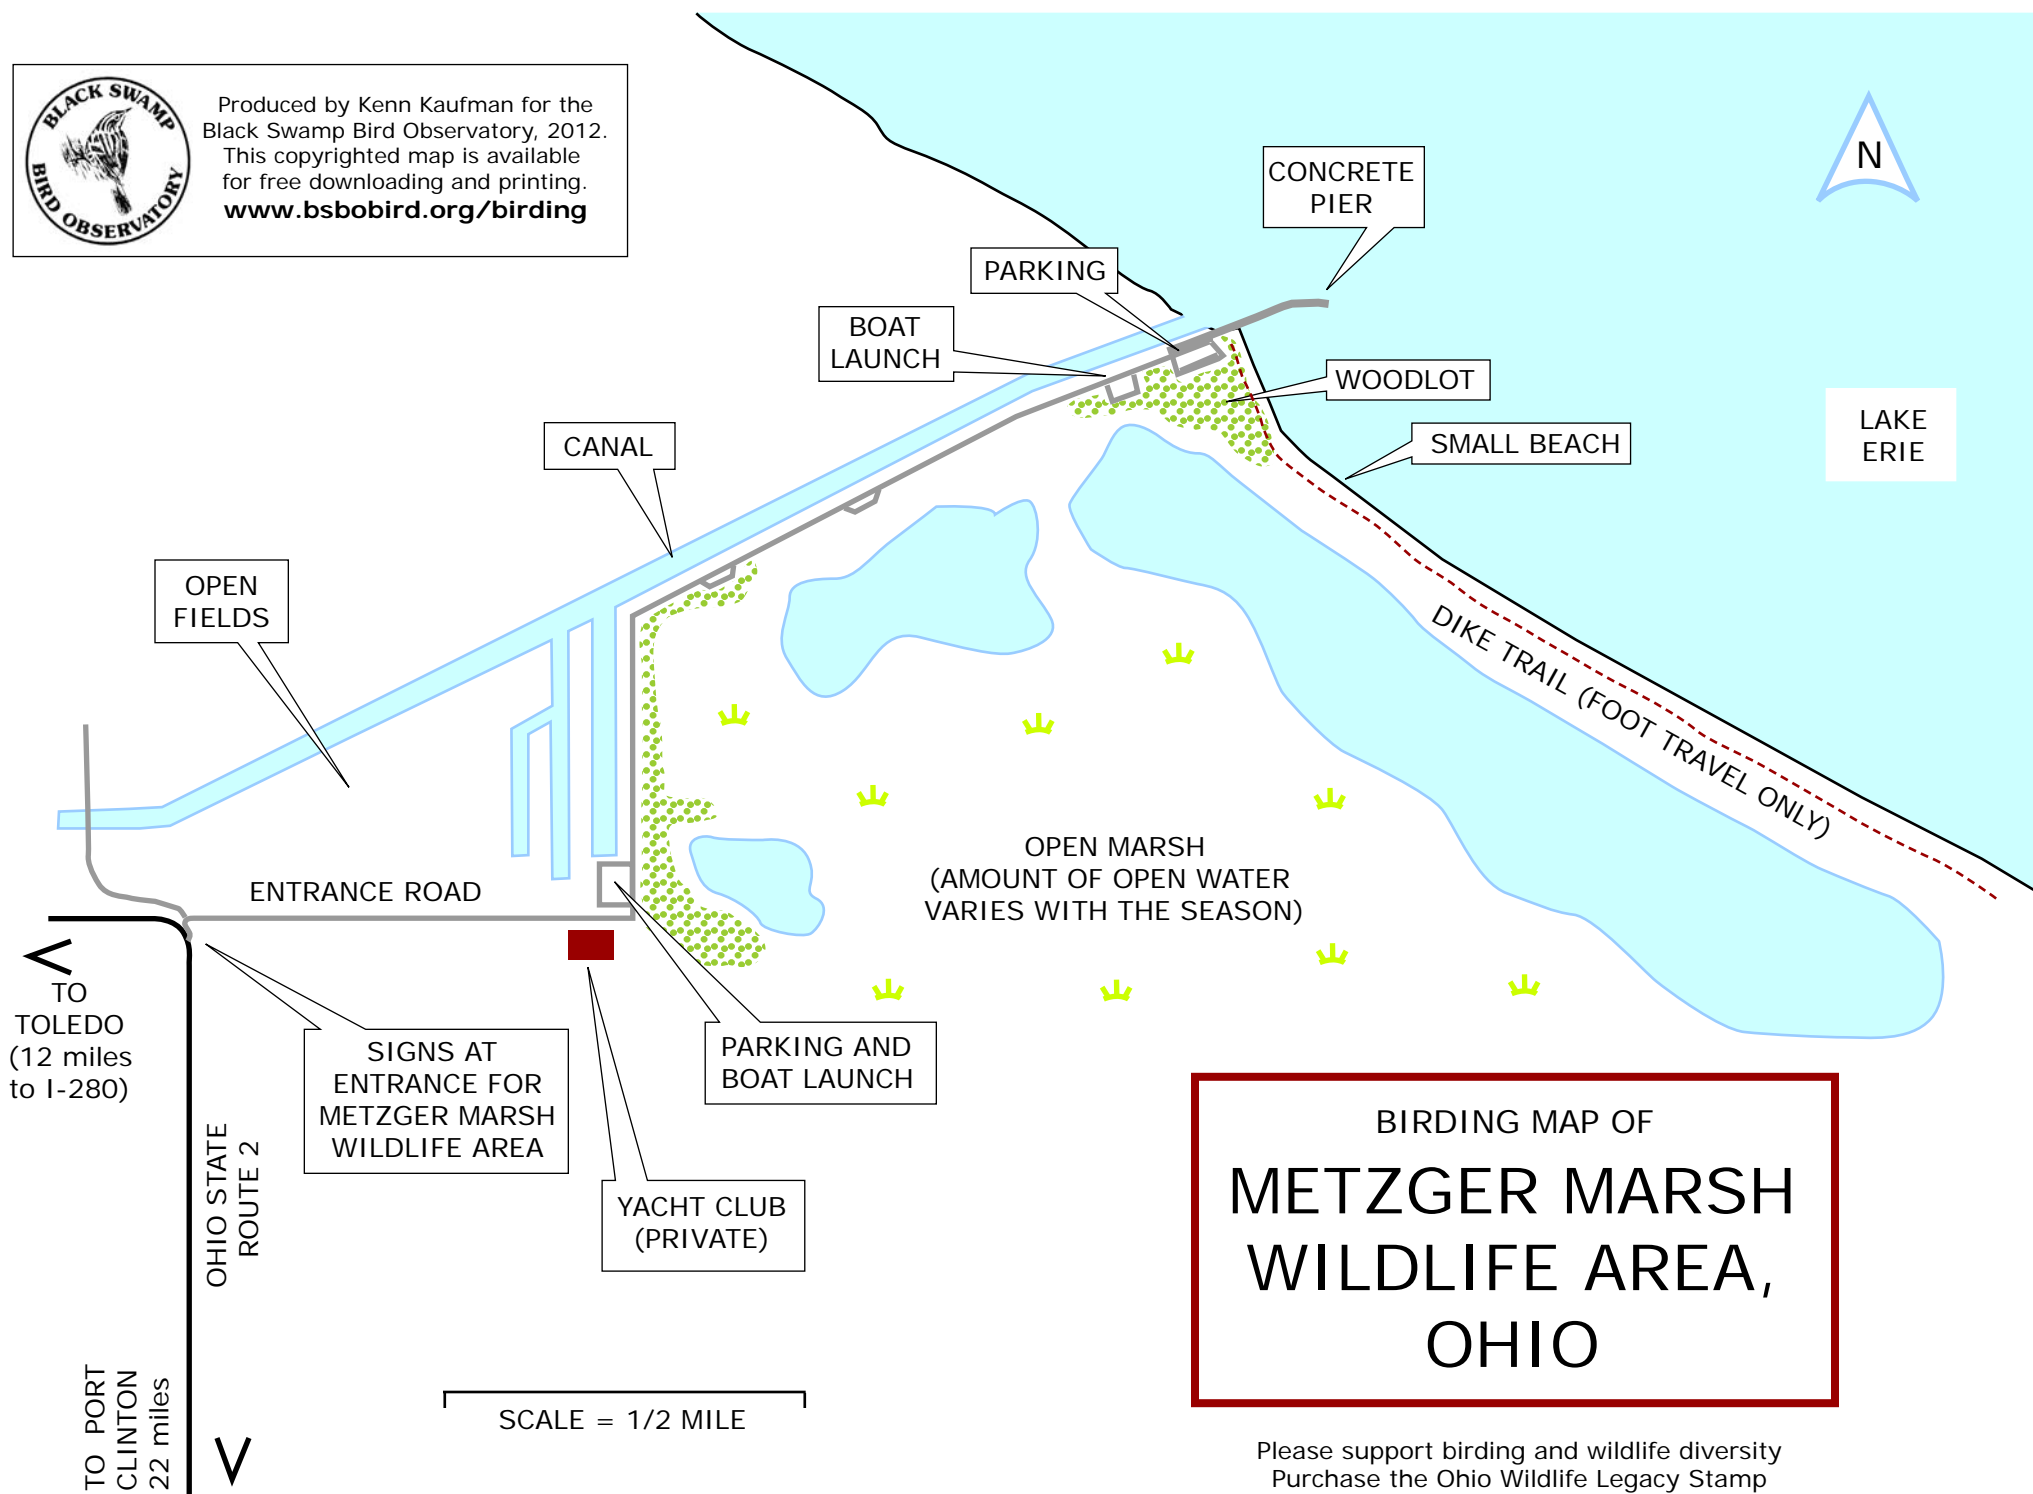 BLACK SWAMP
BIRD OBSERVATORY
Produced by Kenn Kaufman for the
Black Swamp Bird Observatory, 2012.
This copyrighted map is available
for free downloading and printing.
www.bsbobird.org/birding
N
CONCRETE
PIER
PARKING
BOAT
LAUNCH
WOODLOT
LAKE
ERIE
SMALL BEACH
CANAL
OPEN
FIELDS
DIKE TRAIL (FOOT TRAVEL ONLY)
OPEN MARSH
(AMOUNT OF OPEN WATER
VARIES WITH THE SEASON)
ENTRANCE ROAD
TO
TOLEDO
(12 miles
to I-280)
SIGNS AT
ENTRANCE FOR
METZGER MARSH
WILDLIFE AREA
PARKING AND
BOAT LAUNCH
YACHT CLUB
(PRIVATE)
OHIO STATE
ROUTE 2
TO PORT
CLINTON
22 miles
SCALE = 1/2 MILE
BIRDING MAP OF
METZGER MARSH
WILDLIFE AREA,
OHIO
Please support birding and wildlife diversity
Purchase the Ohio Wildlife Legacy Stamp